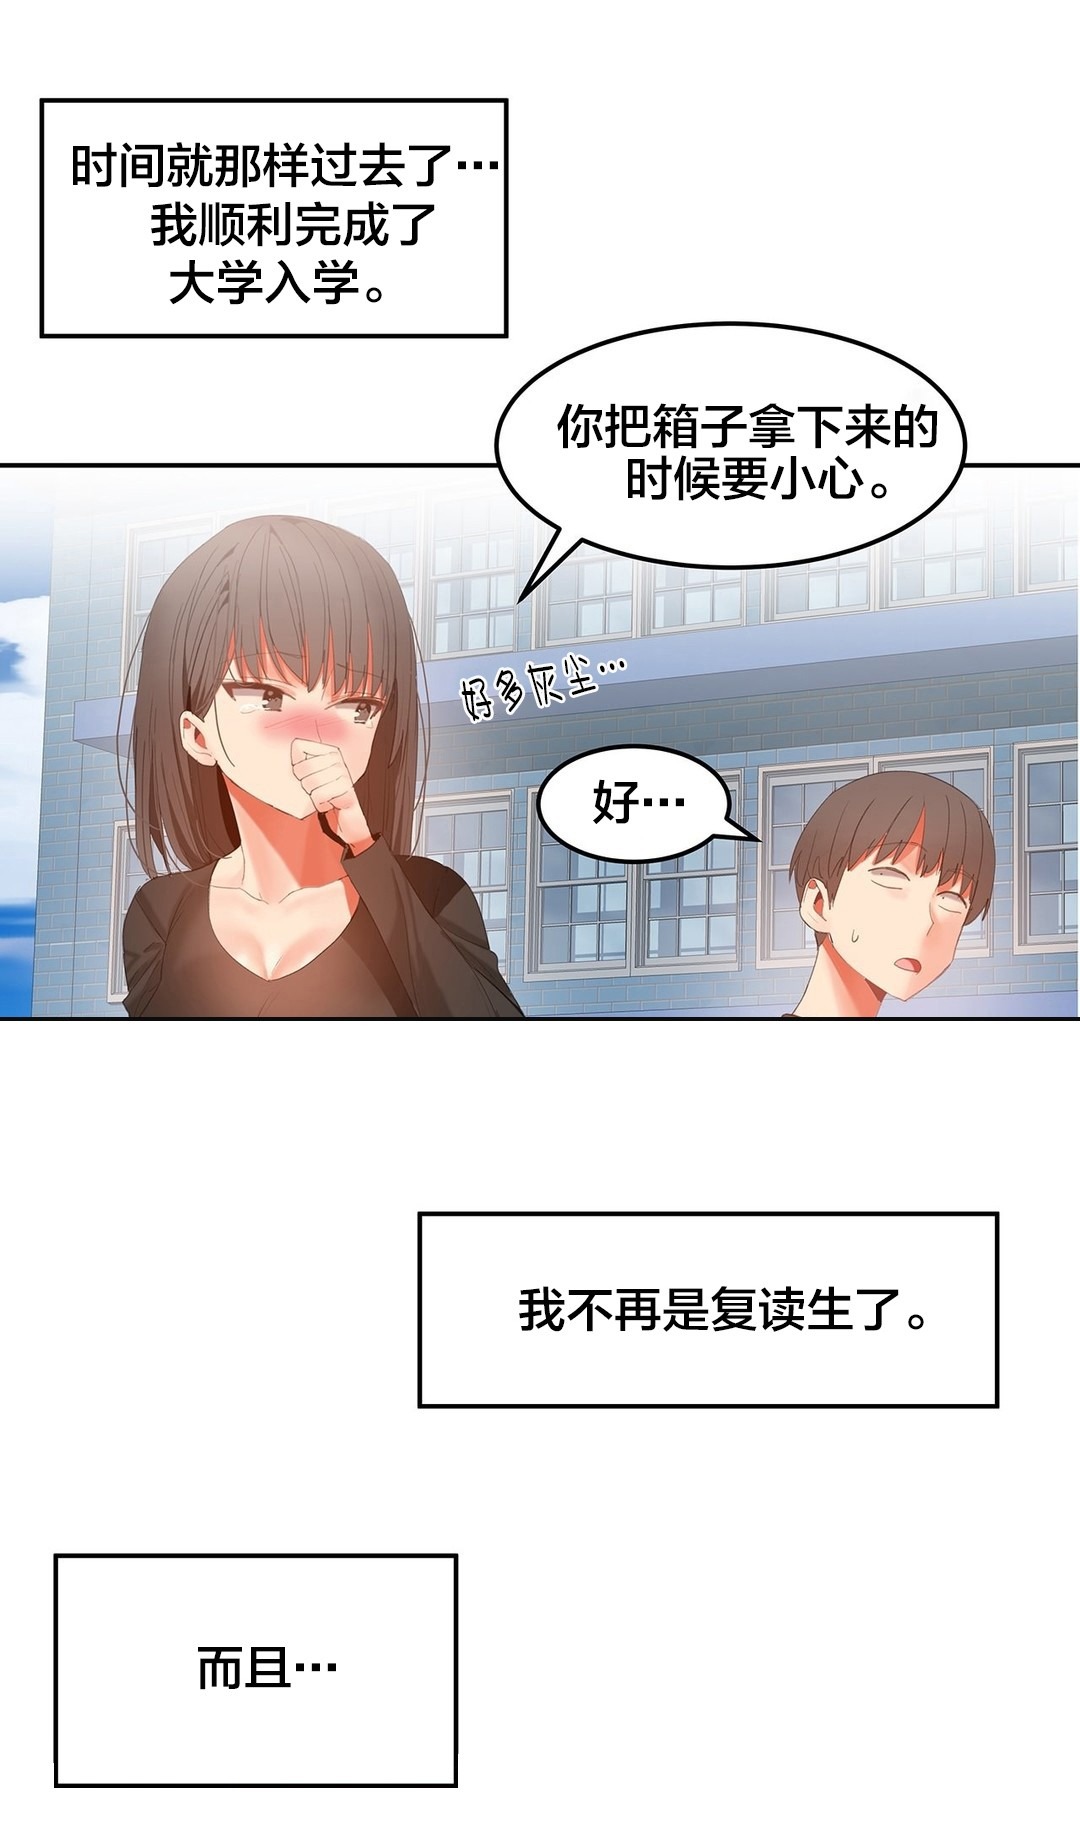 时间就那样过去了…
我顺利完成了
大学入学。
你把箱子拿下来的
时候要小心。
好多灰尘…
好…
我不再是复读生了。
而且…